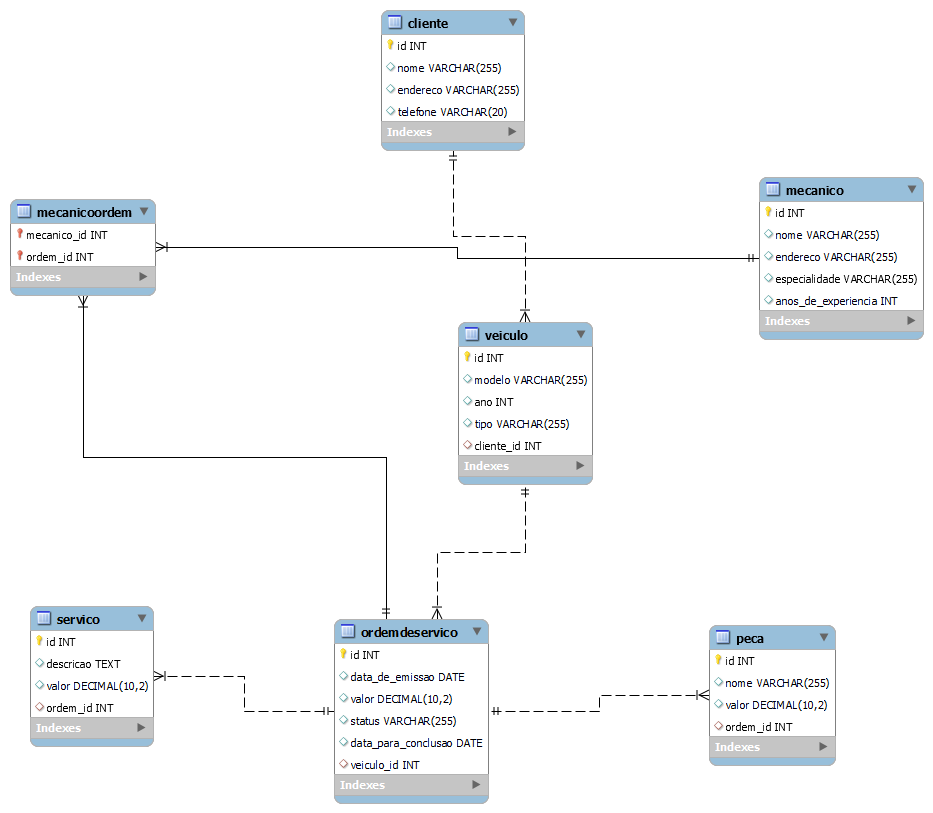 cliente
id INT
nome VARCHAR(255)
endereco VARCHAR(255)
telefone VARCHAR(20)
Indexes
mecanico
id INT
nome VARCHAR(255)
endereco VARCHAR(255)
especialidade VARCHAR(255)
anos_de_experiencia INT
Indexes
mecanicoordem
mecanico_id INT
ordem_id INT
Indexes
veiculo
id INT
modelo VARCHAR(255)
ano INT
tipo VARCHAR(255)
cliente_id INT
Indexes
servico
id INT
descricao TEXT
valor DECIMAL(10,2)
ordem_id INT
Indexes
ordemdeservico
id INT
data_de_emissao DATE
valor DECIMAL(10,2)
status VARCHAR(255)
data_para_conclusao DATE
veiculo_id INT
Indexes
peca
id INT
nome VARCHAR(255)
valor DECIMAL(10,2)
ordem_id INT
Indexes